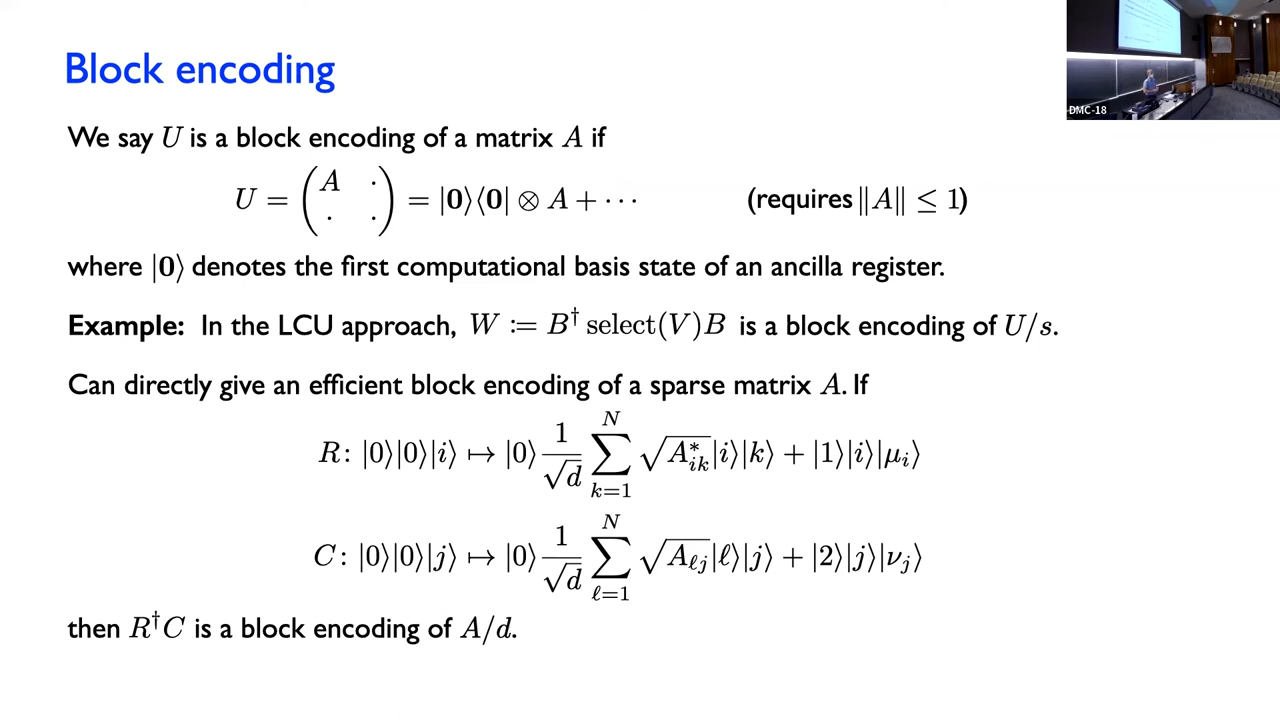 Block encoding
DMC-18
We say U is a block encoding of a matrix A if
U = ( A · ; · · ) = |0⟩⟨0| ⊗ A + ··· (requires ‖A‖ ≤ 1)
where |0⟩ denotes the first computational basis state of an ancilla register.
Example: In the LCU approach, W := B† select(V)B is a block encoding of U/s.
Can directly give an efficient block encoding of a sparse matrix A. If
R: |0⟩|0⟩|i⟩ ↦ |0⟩ 1/√d ∑_{k=1}^{N} √(A*_{ik}) |i⟩|k⟩ + |1⟩|i⟩|μ_i⟩
C: |0⟩|0⟩|j⟩ ↦ |0⟩ 1/√d ∑_{ℓ=1}^{N} √(A_{ℓj}) |ℓ⟩|j⟩ + |2⟩|j⟩|ν_j⟩
then R†C is a block encoding of A/d.